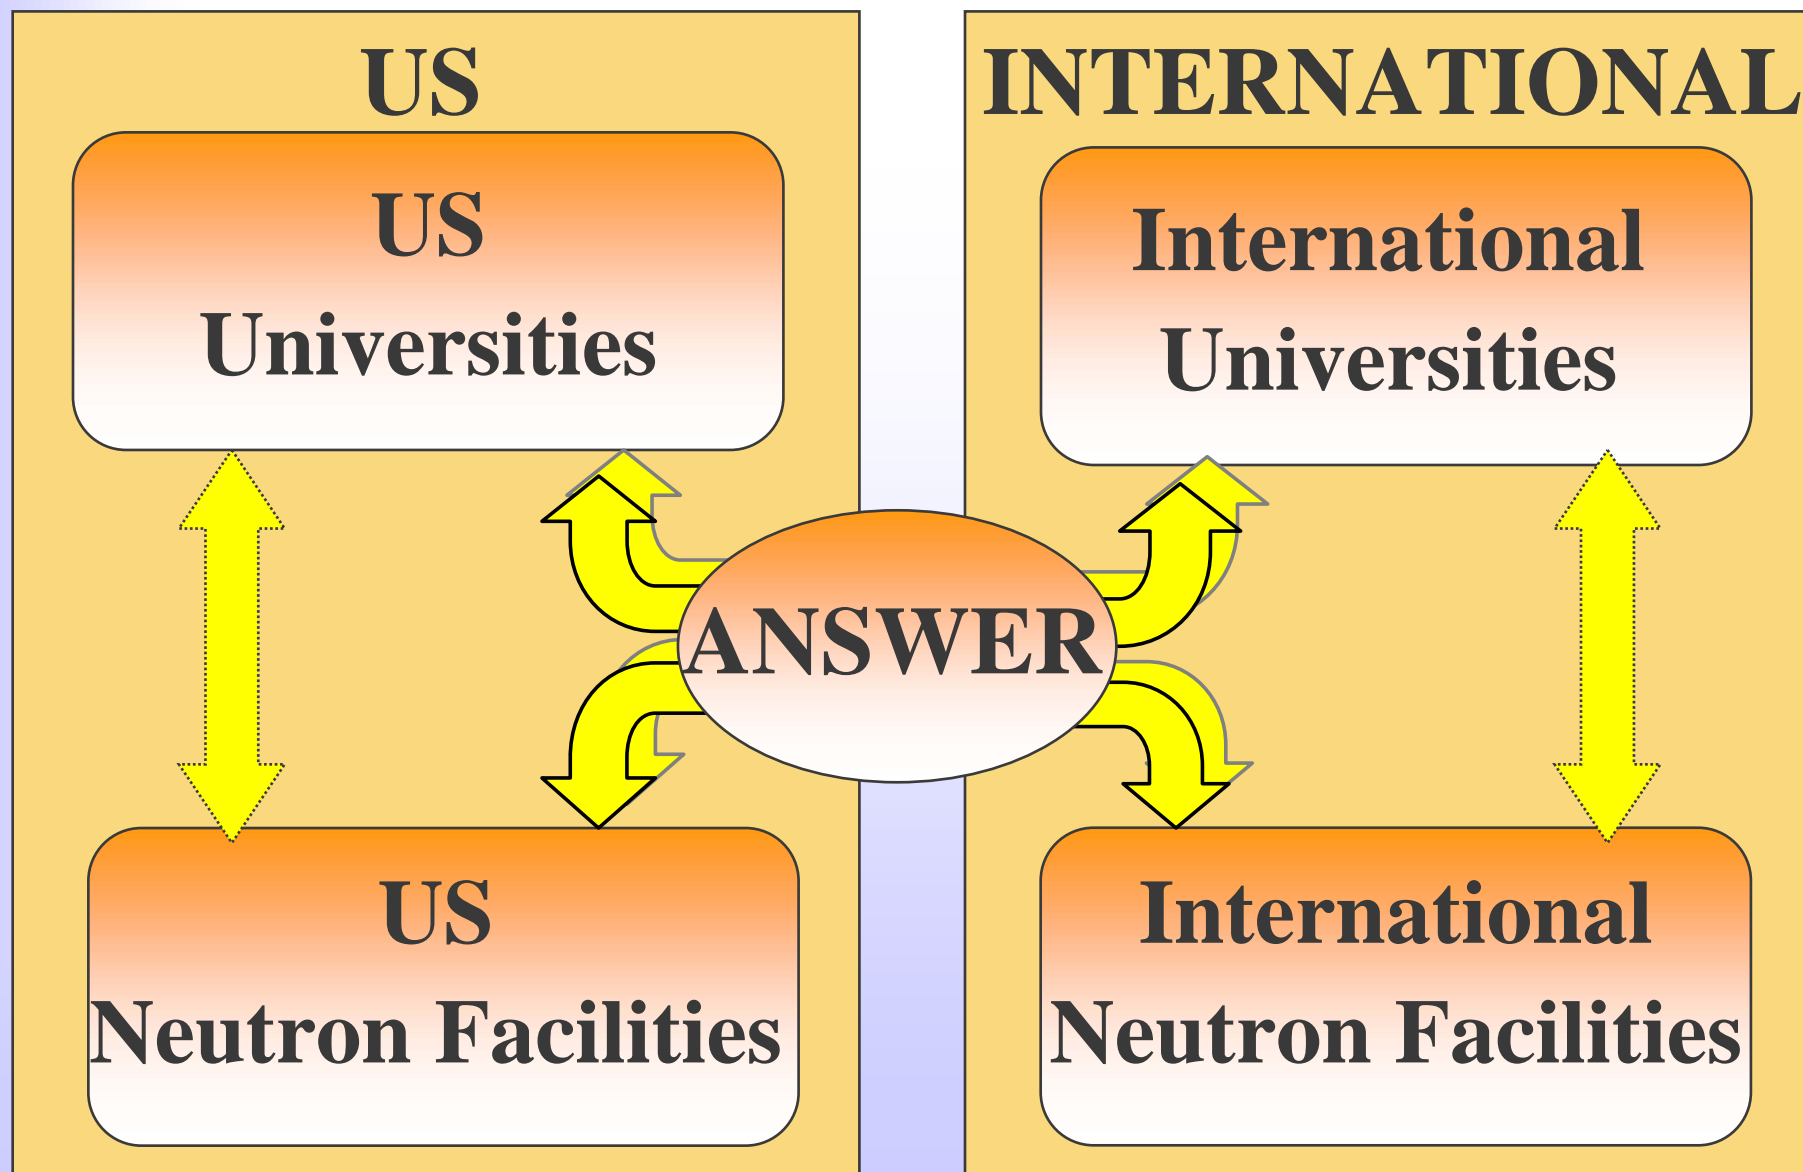 US
US
Universities
US
Neutron Facilities
ANSWER
INTERNATIONAL
International
Universities
International
Neutron Facilities